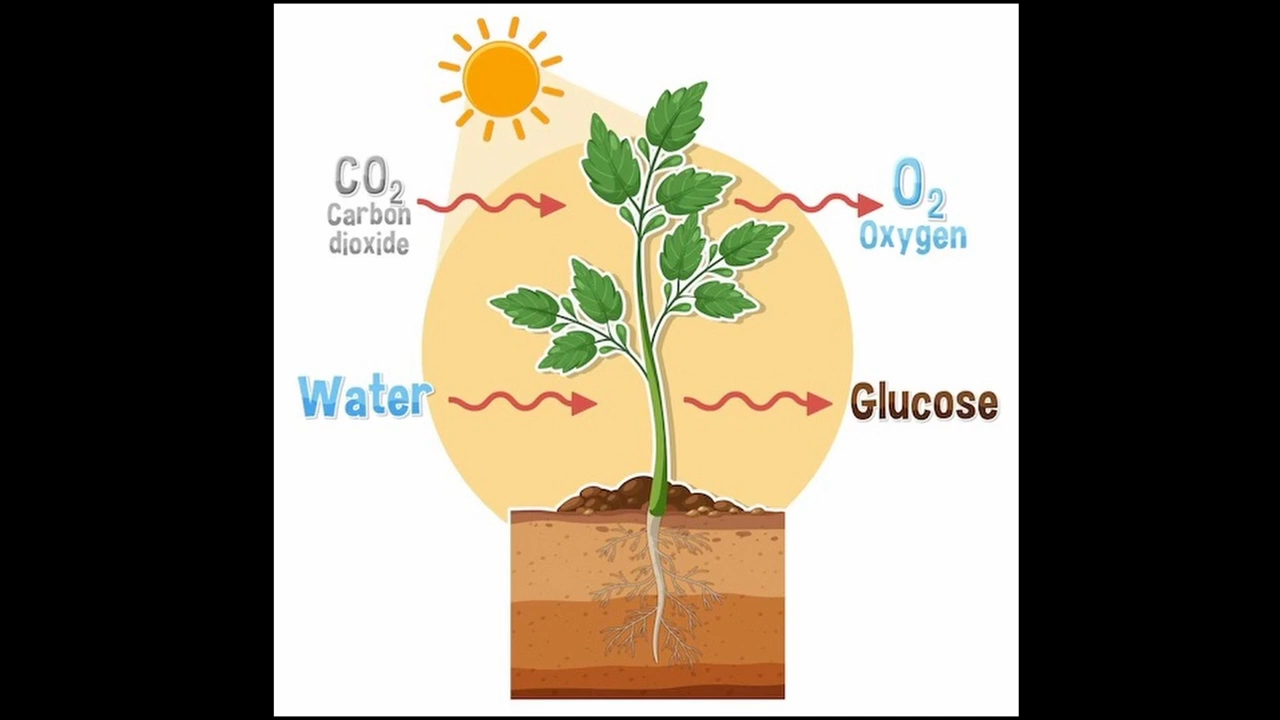 CO₂
Carbon
dioxide
O₂
Oxygen
Water
Glucose